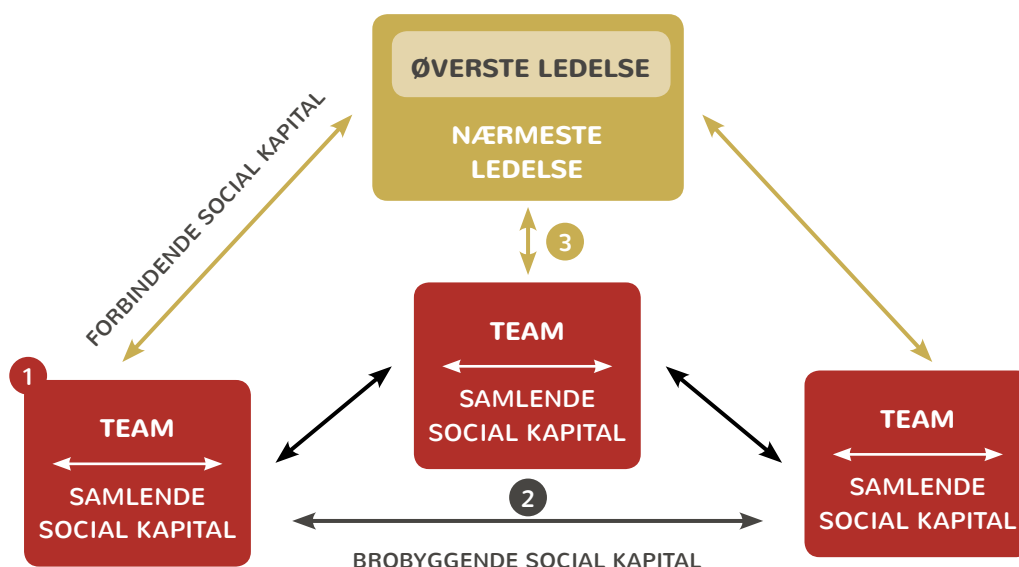 ØVERSTE LEDELSE
NÆRMESTE
LEDELSE
FORBINDENDE SOCIAL KAPITAL
3
TEAM
SAMLENDE
SOCIAL KAPITAL
1
TEAM
SAMLENDE
SOCIAL KAPITAL
TEAM
SAMLENDE
SOCIAL KAPITAL
2
BROBYGGENDE SOCIAL KAPITAL